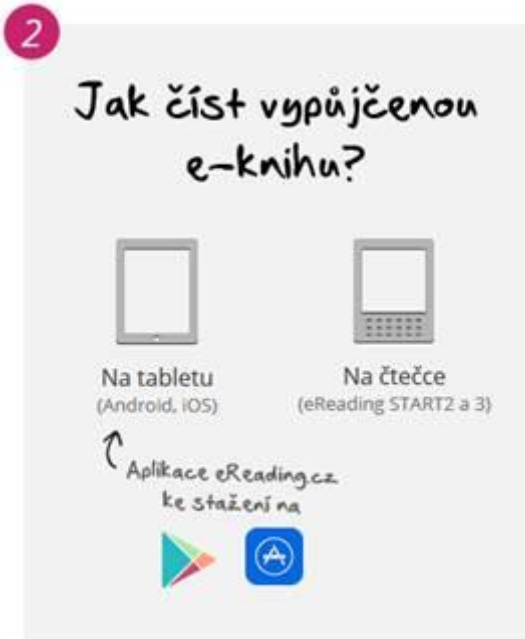 2
Jak číst vypůjčenou
e-knihu?
Na tabletu
(Android, iOS)
Na čtečce
(eReading START2 a 3)
Aplikace eReading.cz
ke stažení na